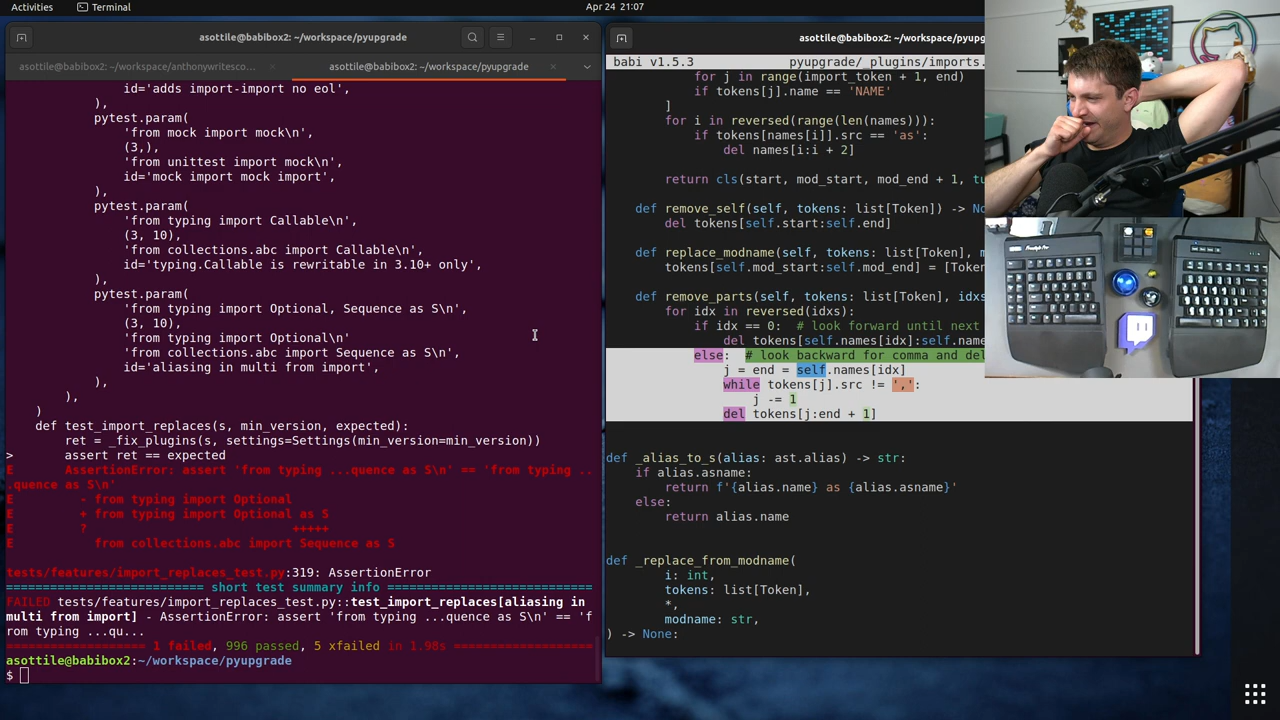 Activities
Terminal
Apr 24 21:07
asottile@babibox2: ~/workspace/pyupgrade
asottile@babibox2: ~/workspace/anthonywritesco…
asottile@babibox2: ~/workspace/pyupgrade
id='adds import-import no eol',
),
pytest.param(
'from mock import mock\n',
(3,),
'from unittest import mock\n',
id='mock import mock import',
),
pytest.param(
'from typing import Callable\n',
(3, 10),
'from collections.abc import Callable\n',
id='typing.Callable is rewritable in 3.10+ only',
),
pytest.param(
'from typing import Optional, Sequence as S\n',
(3, 10),
'from typing import Optional\n'
'from collections.abc import Sequence as S\n',
id='aliasing in multi from import',
),
),
)
def test_import_replaces(s, min_version, expected):
ret = _fix_plugins(s, settings=Settings(min_version=min_version))
> assert ret == expected
E AssertionError: assert 'from typing ...quence as S\n' == 'from typing ..
.quence as S\n'
E - from typing import Optional
E + from typing import Optional as S
E ? +++++
E from collections.abc import Sequence as S
tests/features/import_replaces_test.py:319: AssertionError
=========================== short test summary info ============================
FAILED tests/features/import_replaces_test.py::test_import_replaces[aliasing in
multi from import] - AssertionError: assert 'from typing ...quence as S\n' == 'f
rom typing ...qu...
=================== 1 failed, 996 passed, 5 xfailed in 1.98s ===================
asottile@babibox2:~/workspace/pyupgrade
$
asottile@babibox2: ~/workspace/pyupg
babi v1.5.3 pyupgrade/_plugins/imports.
for j in range(import_token + 1, end)
if tokens[j].name == 'NAME'
]
for i in reversed(range(len(names))):
if tokens[names[i]].src == 'as':
del names[i:i + 2]
return cls(start, mod_start, mod_end + 1, tu
def remove_self(self, tokens: list[Token]) -> No
del tokens[self.start:self.end]
def replace_modname(self, tokens: list[Token], m
tokens[self.mod_start:self.mod_end] = [Token
def remove_parts(self, tokens: list[Token], idxs
for idx in reversed(idxs):
if idx == 0: # look forward until next
del tokens[self.names[idx]:self.name
else: # look backward for comma and del
j = end = self.names[idx]
while tokens[j].src != ',':
j -= 1
del tokens[j:end + 1]
def _alias_to_s(alias: ast.alias) -> str:
if alias.asname:
return f'{alias.name} as {alias.asname}'
else:
return alias.name
def _replace_from_modname(
i: int,
tokens: list[Token],
*,
modname: str,
) -> None: